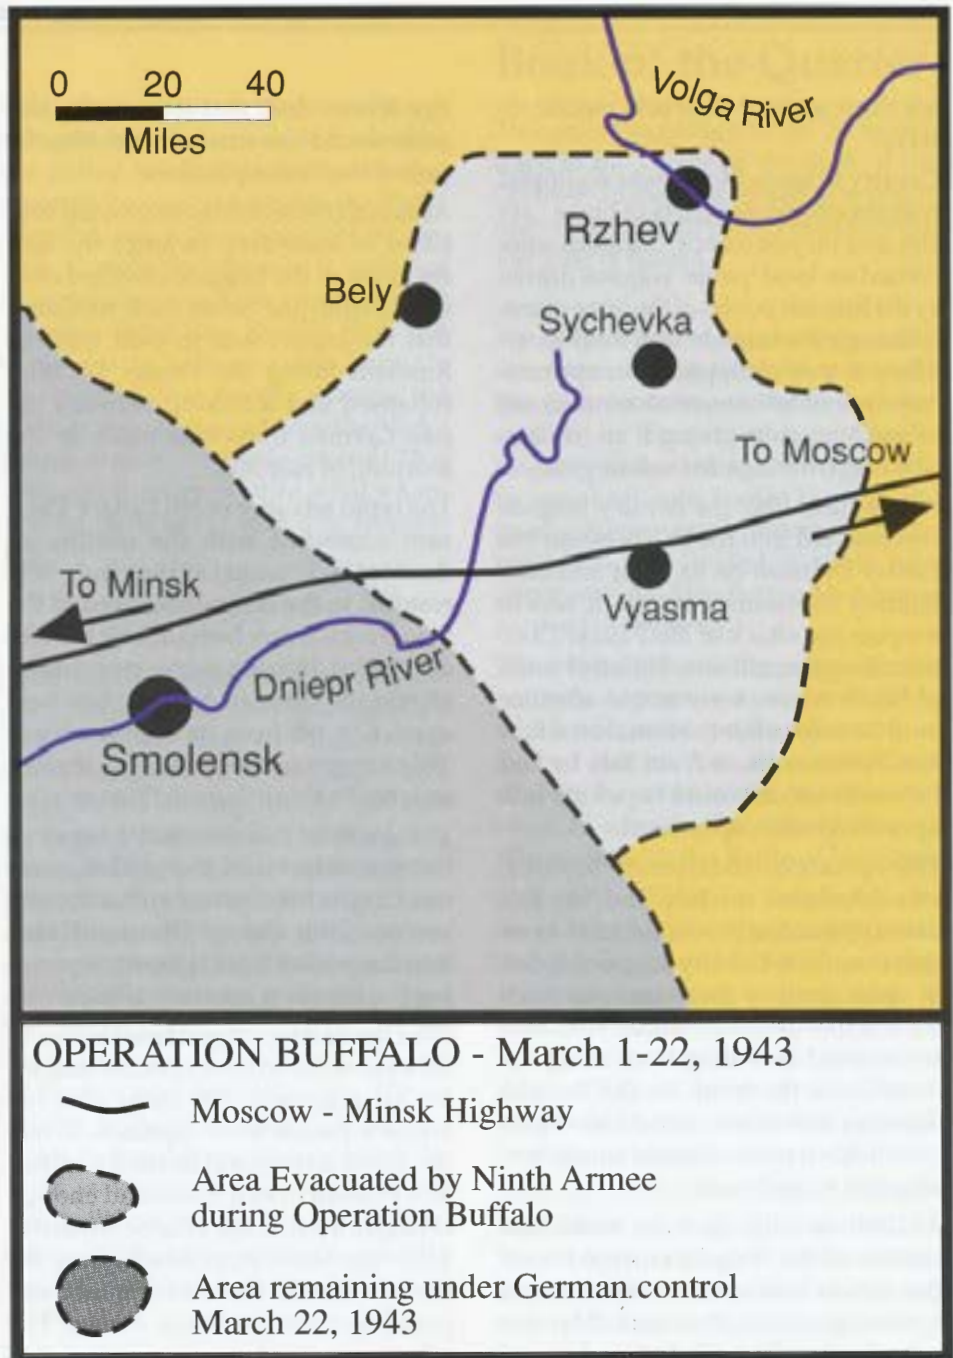 0 20 40
Miles
Volga River
Rzhev
Bely
Sychevka
To Moscow
To Minsk
Vyasma
Dniepr River
Smolensk
OPERATION BUFFALO - March 1-22, 1943
Moscow - Minsk Highway
Area Evacuated by Ninth Armee
during Operation Buffalo
Area remaining under German control
March 22, 1943